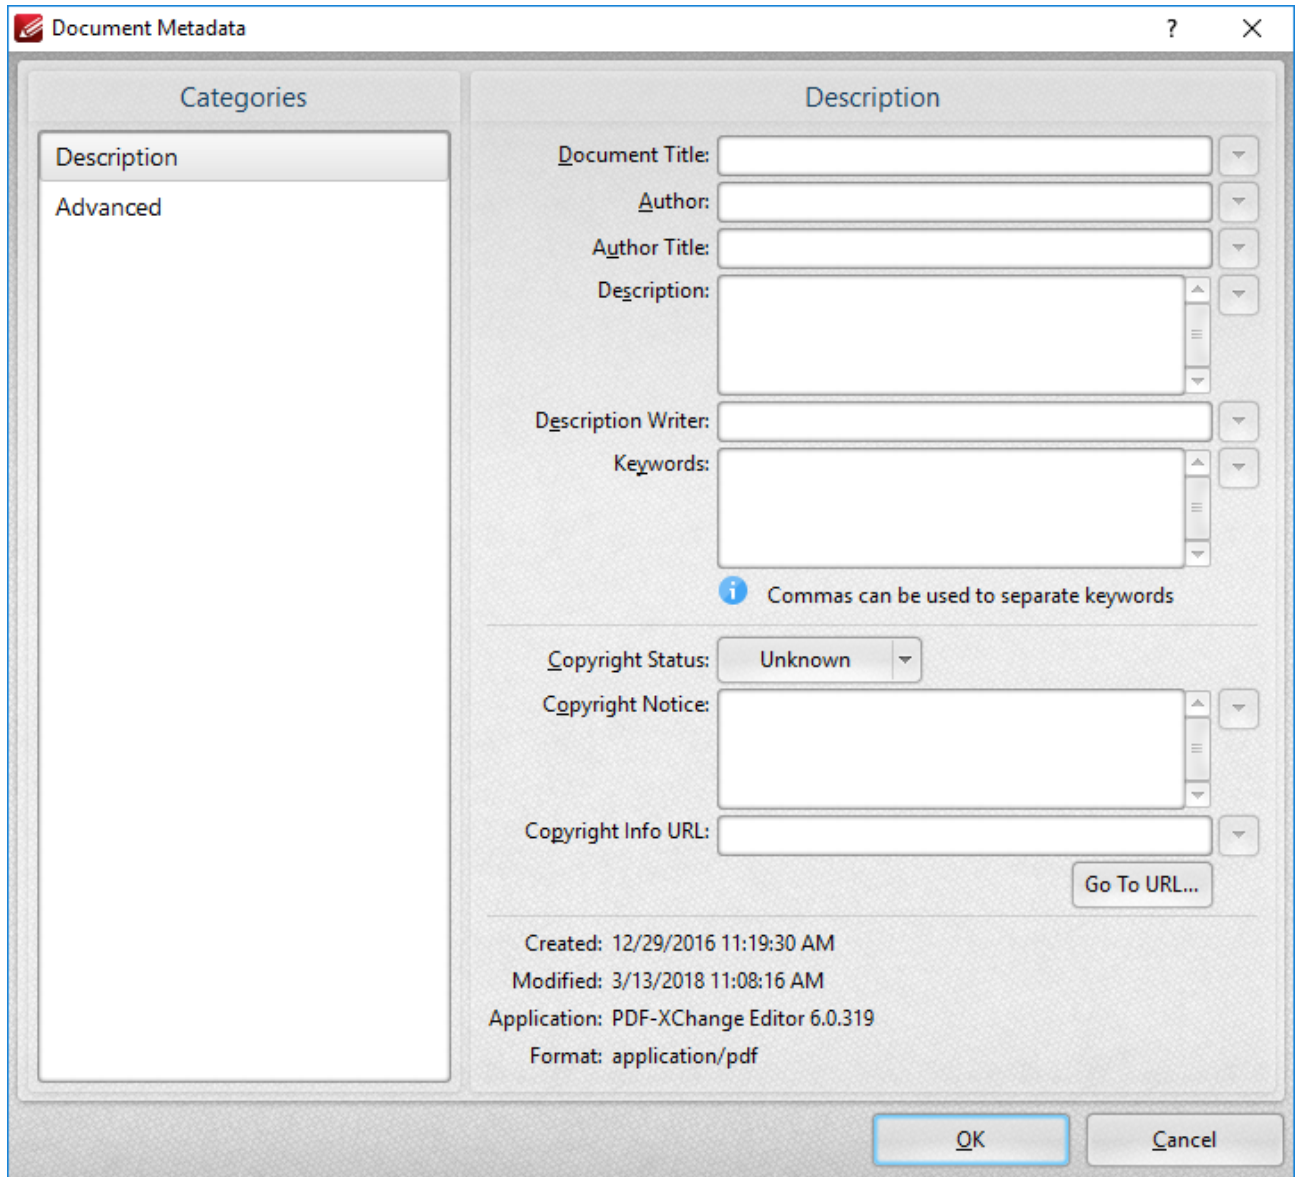 Document Metadata
?
Categories
Description
Advanced
Description
Document Title:
Author:
Author Title:
Description:
Description Writer:
Keywords:
Commas can be used to separate keywords
Copyright Status: Unknown
Copyright Notice:
Copyright Info URL:
Go To URL...
Created: 12/29/2016 11:19:30 AM
Modified: 3/13/2018 11:08:16 AM
Application: PDF-XChange Editor 6.0.319
Format: application/pdf
OK Cancel